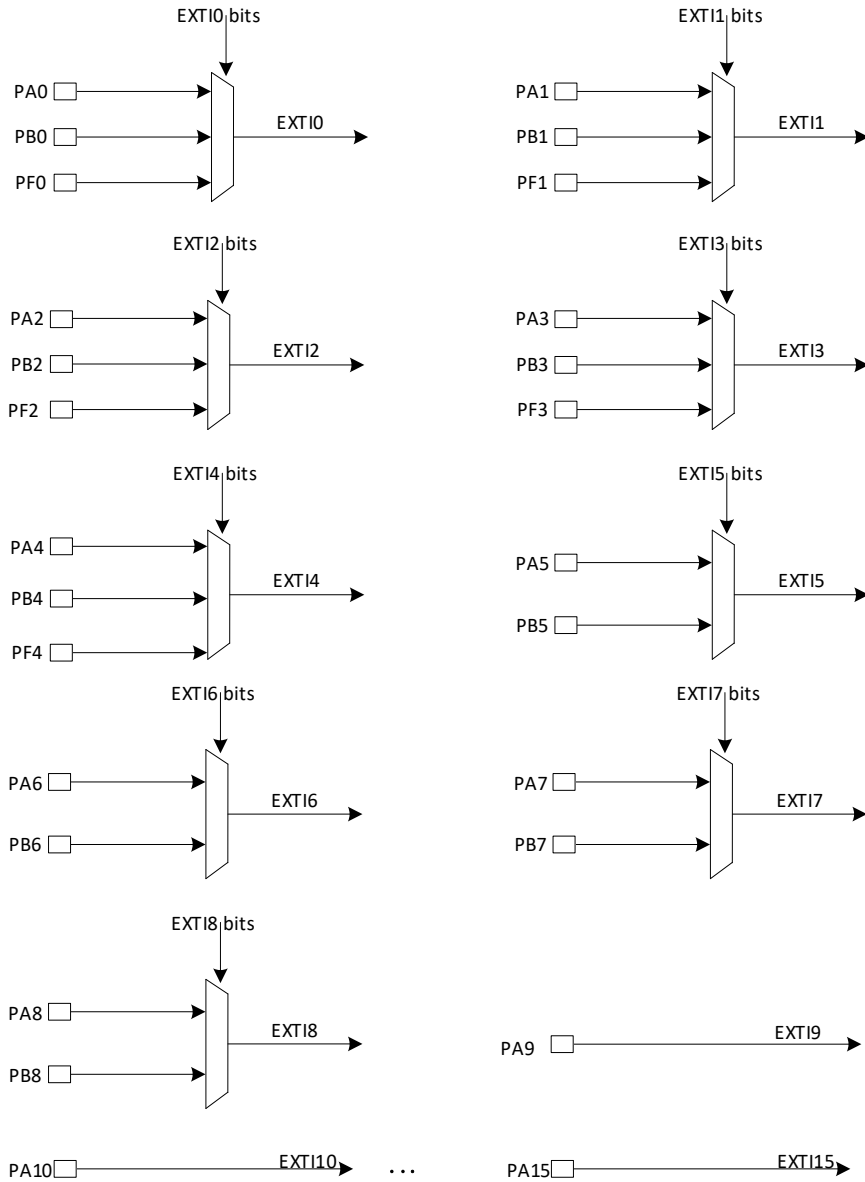 EXTI0 bits
PA0
PB0
PF0
EXTI0
EXTI1 bits
PA1
PB1
PF1
EXTI1
EXTI2 bits
PA2
PB2
PF2
EXTI2
EXTI3 bits
PA3
PB3
PF3
EXTI3
EXTI4 bits
PA4
PB4
PF4
EXTI4
EXTI5 bits
PA5
PB5
EXTI5
EXTI6 bits
PA6
PB6
EXTI6
EXTI7 bits
PA7
PB7
EXTI7
EXTI8 bits
PA8
PB8
EXTI8
PA9
EXTI9
PA10
EXTI10
...
PA15
EXTI15